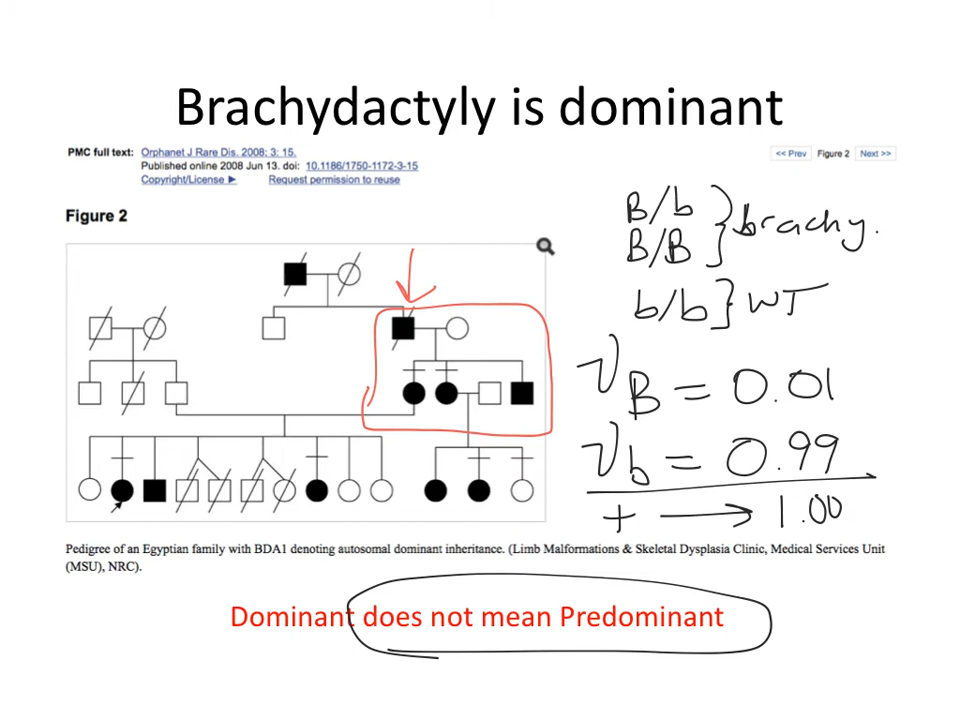 Brachydactyly is dominant
PMC full text: Orphanet J Rare Dis. 2008; 3: 15.
Published online 2008 Jun 13. doi: 10.1186/1750-1172-3-15
Copyright/License ► Request permission to reuse
<< Prev Figure 2 Next >>
Figure 2
B/b
B/B } brachy.
b/b } WT
νB = 0.01
νb = 0.99
+ → 1.00
Pedigree of an Egyptian family with BDA1 denoting autosomal dominant inheritance. (Limb Malformations & Skeletal Dysplasia Clinic, Medical Services Unit
(MSU), NRC).
Dominant does not mean Predominant